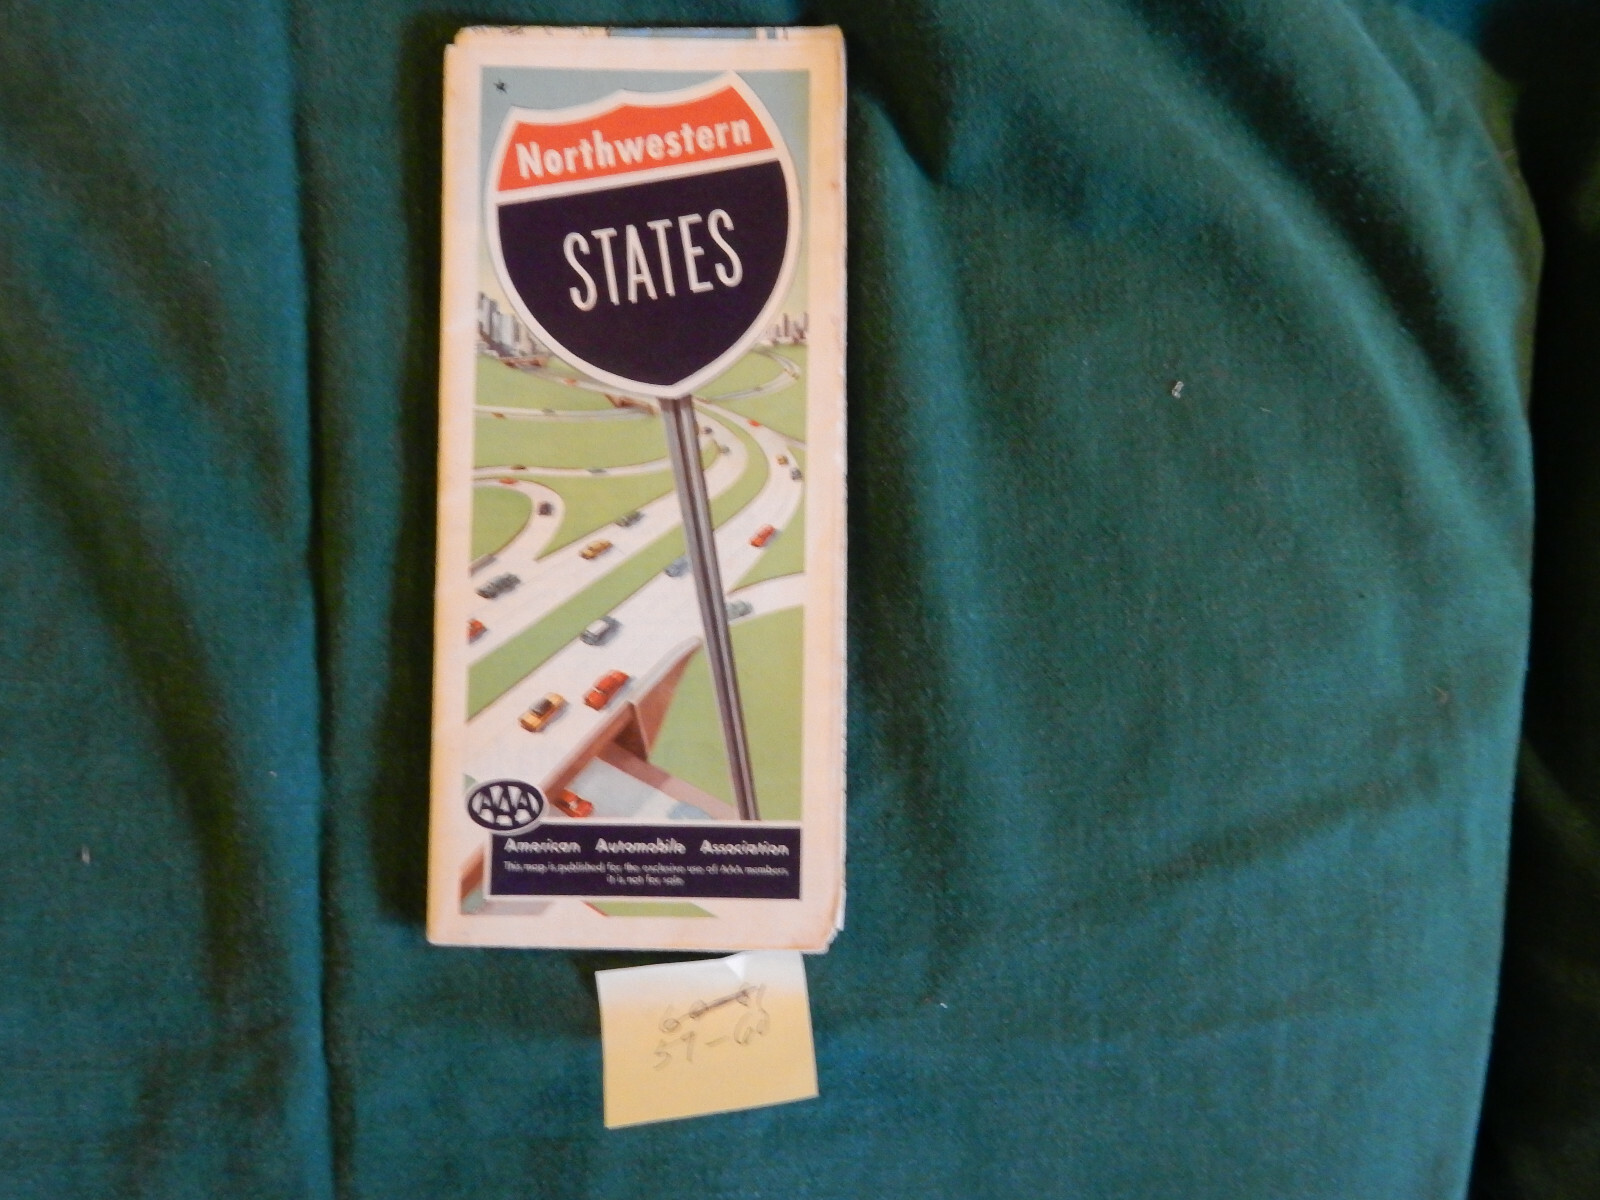 Northwestern
STATES
AAA
American Automobile Association
This map is published for the exclusive use of AAA members
it is not for sale.
59-60